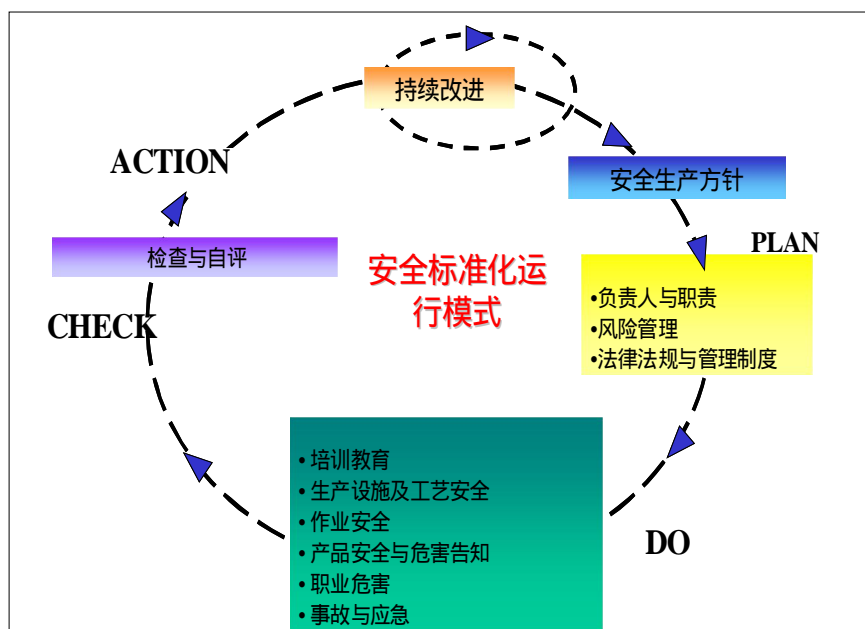 持续改进
ACTION
安全生产方针
PLAN
检查与自评
安全标准化运
行模式
•负责人与职责
•风险管理
•法律法规与管理制度
CHECK
• 培训教育
• 生产设施及工艺安全
• 作业安全
• 产品安全与危害告知
• 职业危害
• 事故与应急
DO